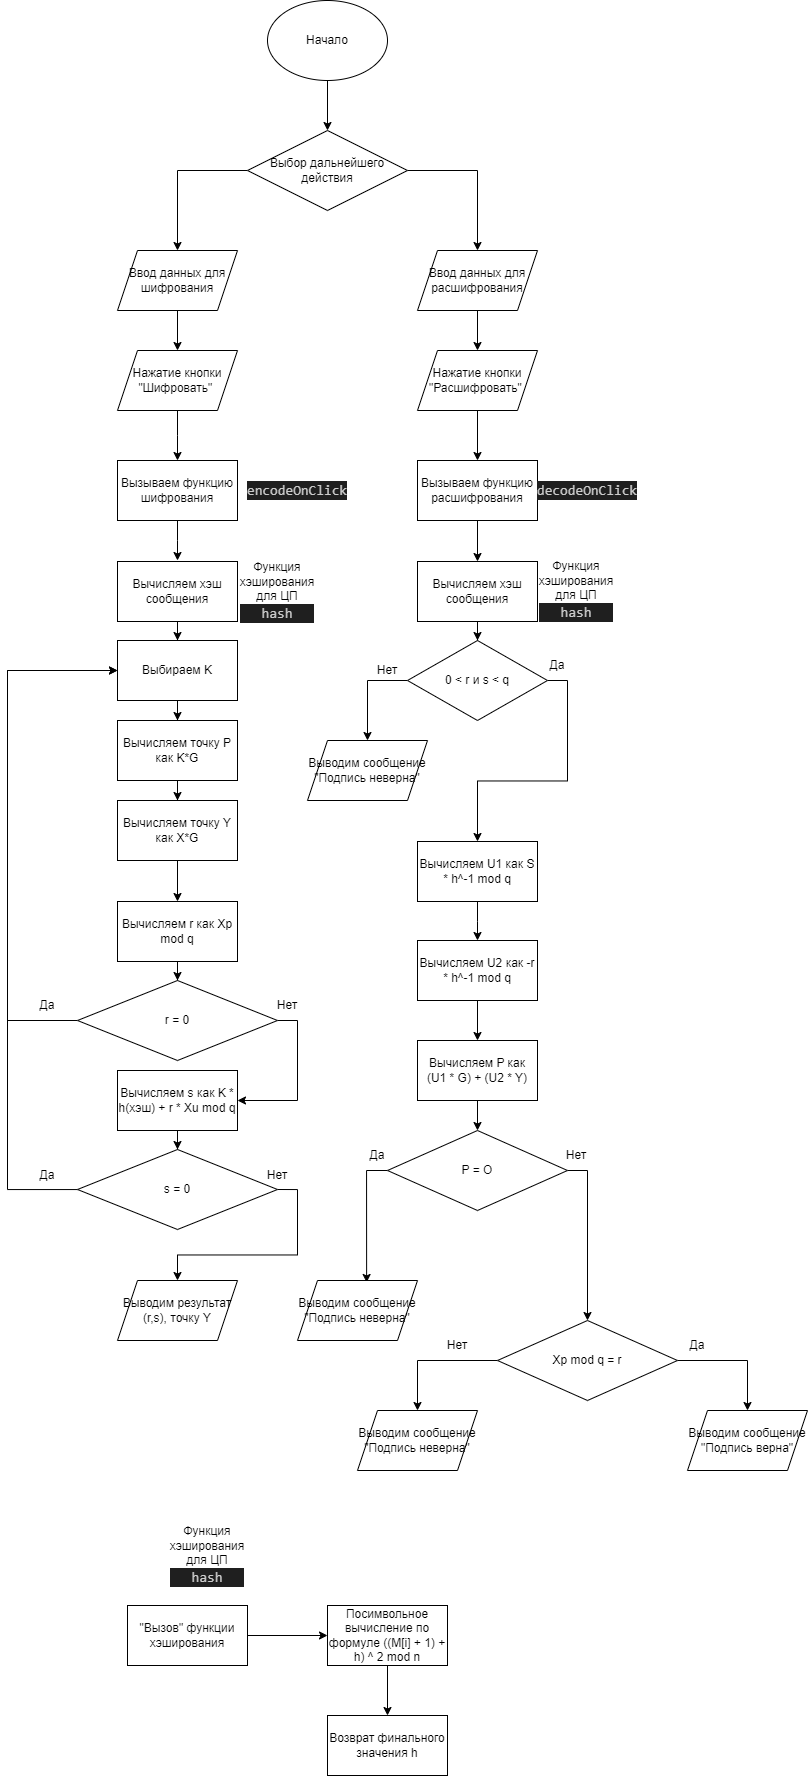 Начало
Выбор дальнейшего
действия
Ввод данных для
шифрования
Ввод данных для
расшифрования
Нажатие кнопки
"Шифровать"
Нажатие кнопки
"Расшифровать"
Вызываем функцию
шифрования
encodeOnClick
Вызываем функцию
расшифрования
decodeOnClick
Вычисляем хэш
сообщения
Функция
хэширования
для ЦП
hash
Вычисляем хэш
сообщения
Функция
хэширования
для ЦП
hash
Выбираем K
Нет
0 < r и s < q
Да
Вычисляем точку P
как K*G
Выводим сообщение
"Подпись неверна"
Вычисляем точку Y
как X*G
Вычисляем U1 как S
* h^-1 mod q
Вычисляем r как Xp
mod q
Вычисляем U2 как -r
* h^-1 mod q
Да
r = 0
Нет
Вычисляем P как
(U1 * G) + (U2 * Y)
Вычисляем s как K *
h(хэш) + r * Xu mod q
Да
s = 0
Нет
Да
P = O
Нет
Выводим результат
(r,s), точку Y
Выводим сообщение
"Подпись неверна"
Нет
Xp mod q = r
Да
Выводим сообщение
"Подпись неверна"
Выводим сообщение
"Подпись верна"
Функция
хэширования
для ЦП
hash
"Вызов" функции
хэширования
Посимвольное
вычисление по
формуле ((M[i] + 1) +
h) ^ 2 mod n
Возврат финального
значения h